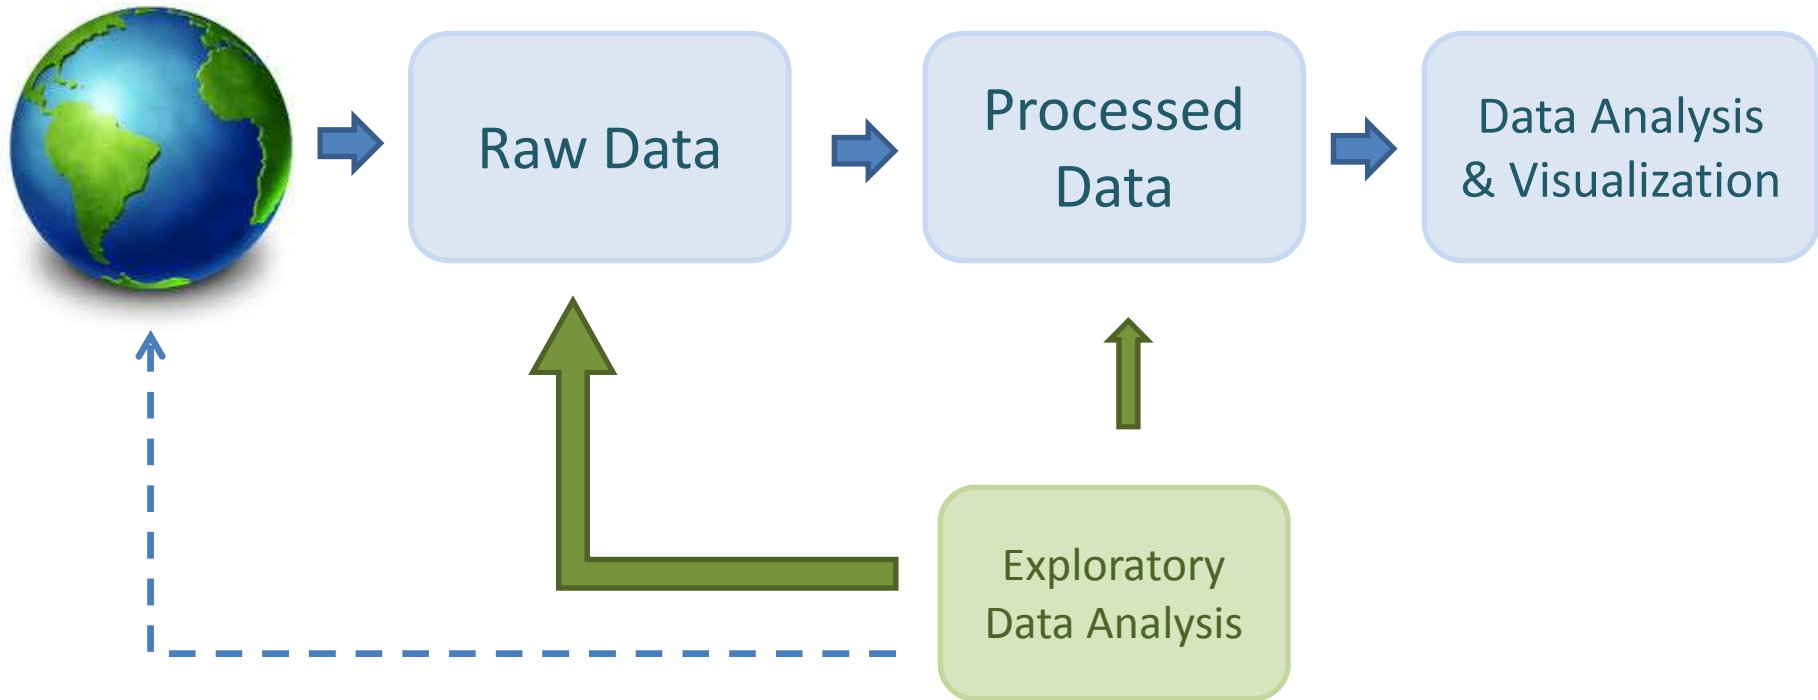 Raw Data
Processed
Data
Data Analysis
& Visualization
Exploratory
Data Analysis